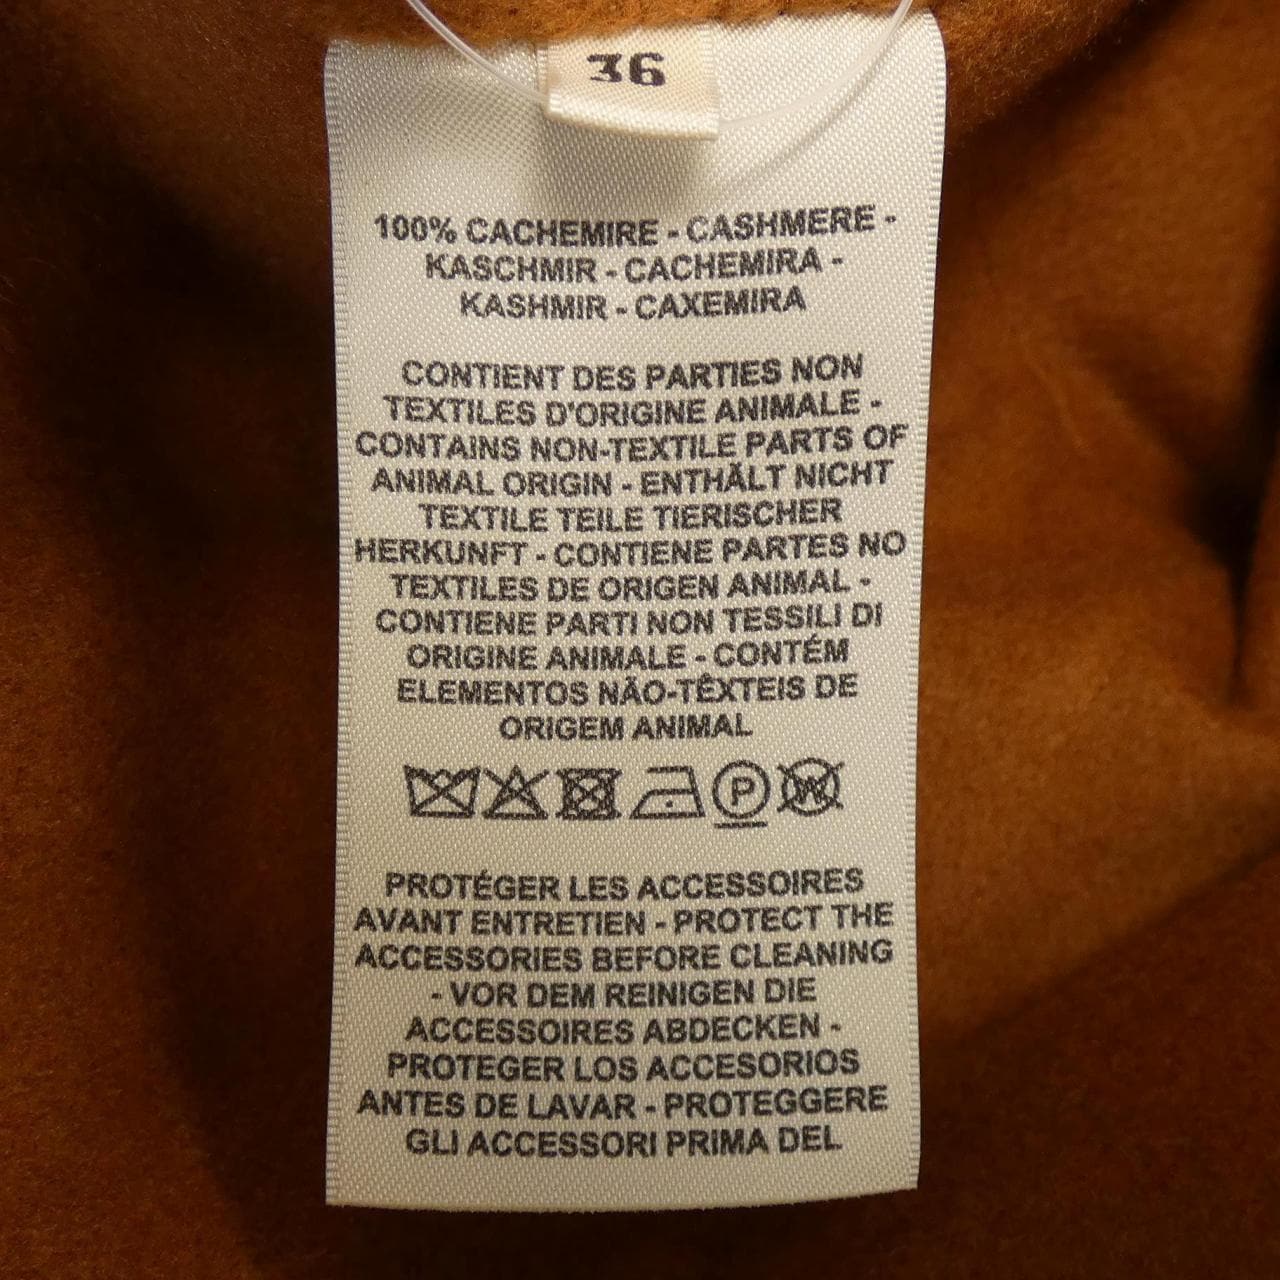 36
100% CACHEMIRE - CASHMERE -
KASCHMIR - CACHEMIRA -
KASHMIR - CAXEMIRA
CONTIENT DES PARTIES NON
TEXTILES D'ORIGINE ANIMALE -
CONTAINS NON-TEXTILE PARTS OF
ANIMAL ORIGIN - ENTHÄLT NICHT
TEXTILE TEILE TIERISCHER
HERKUNFT - CONTIENE PARTES NO
TEXTILES DE ORIGEN ANIMAL -
CONTIENE PARTI NON TESSILI DI
ORIGINE ANIMALE - CONTÉM
ELEMENTOS NÃO-TÊXTEIS DE
ORIGEM ANIMAL
P W
PROTÉGER LES ACCESSOIRES
AVANT ENTRETIEN - PROTECT THE
ACCESSORIES BEFORE CLEANING
- VOR DEM REINIGEN DIE
ACCESSOIRES ABDECKEN -
PROTEGER LOS ACCESORIOS
ANTES DE LAVAR - PROTEGGERE
GLI ACCESSORI PRIMA DEL